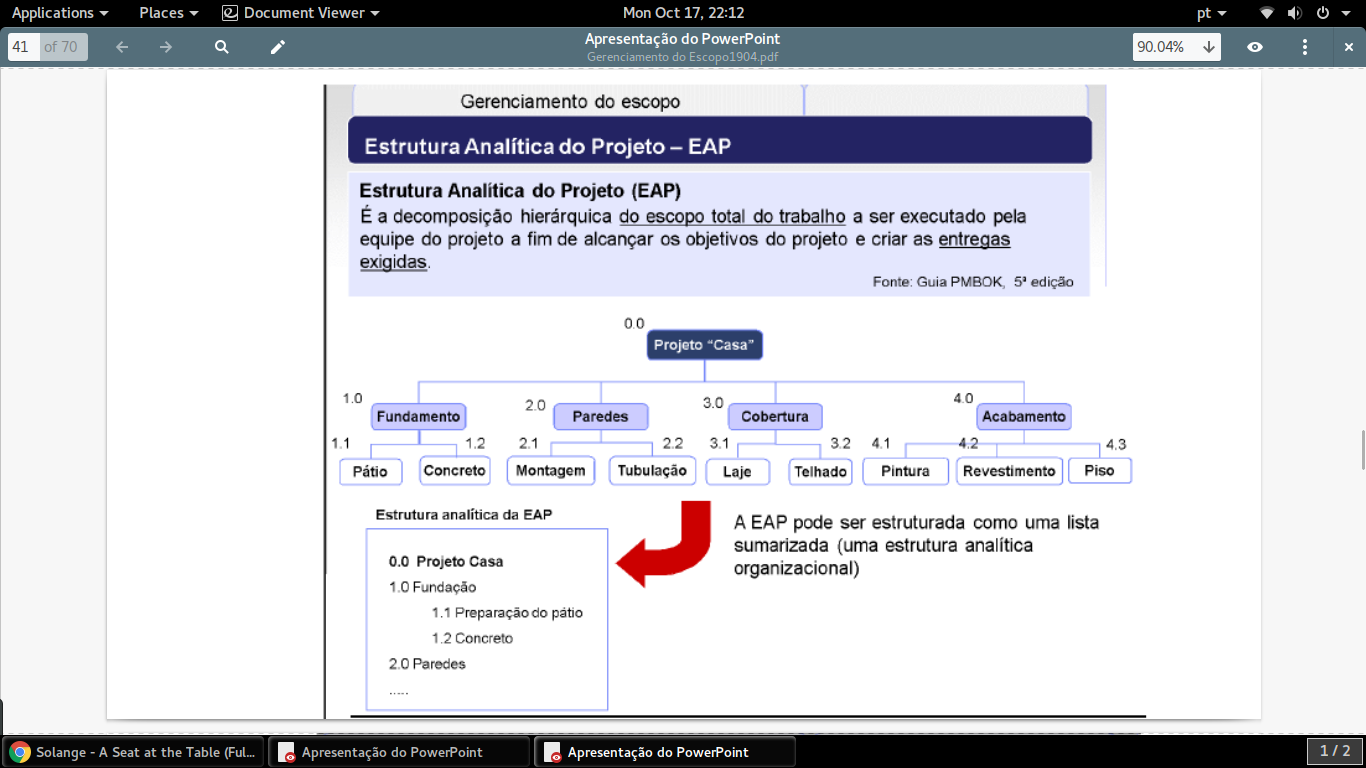 Applications Places Document Viewer Mon Oct 17, 22:12 pt
41 of 70 Apresentação do PowerPoint 90.04%
Gerenciamento do Escopo1904.pdf
Gerenciamento do escopo
Estrutura Analítica do Projeto – EAP
Estrutura Analítica do Projeto (EAP)
É a decomposição hierárquica do escopo total do trabalho a ser executado pela
equipe do projeto a fim de alcançar os objetivos do projeto e criar as entregas
exigidas.
Fonte: Guia PMBOK, 5ª edição
0.0
Projeto “Casa”
1.0 Fundamento 2.0 Paredes 3.0 Cobertura 4.0 Acabamento
1.1 1.2 2.1 2.2 3.1 3.2 4.1 4.2 4.3
Pátio Concreto Montagem Tubulação Laje Telhado Pintura Revestimento Piso
Estrutura analítica da EAP
0.0 Projeto Casa
1.0 Fundação
1.1 Preparação do pátio
1.2 Concreto
2.0 Paredes
.....
A EAP pode ser estruturada como uma lista
sumarizada (uma estrutura analítica
organizacional)
Solange - A Seat at the Table (Ful... Apresentação do PowerPoint Apresentação do PowerPoint 1 / 2